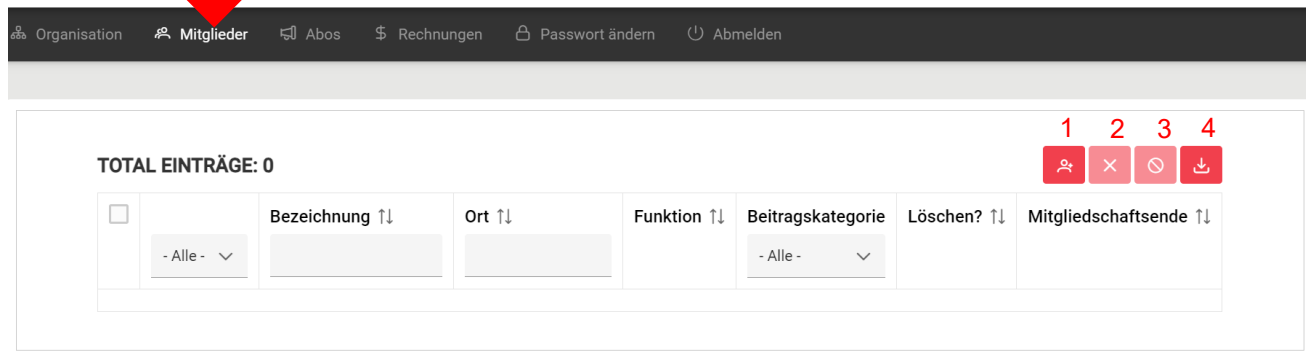 Organisation Mitglieder Abos Rechnungen Passwort ändern Abmelden
1 2 3 4
TOTAL EINTRÄGE: 0
Bezeichnung Ort Funktion Beitragskategorie Löschen? Mitgliedschaftsende
- Alle - - Alle -